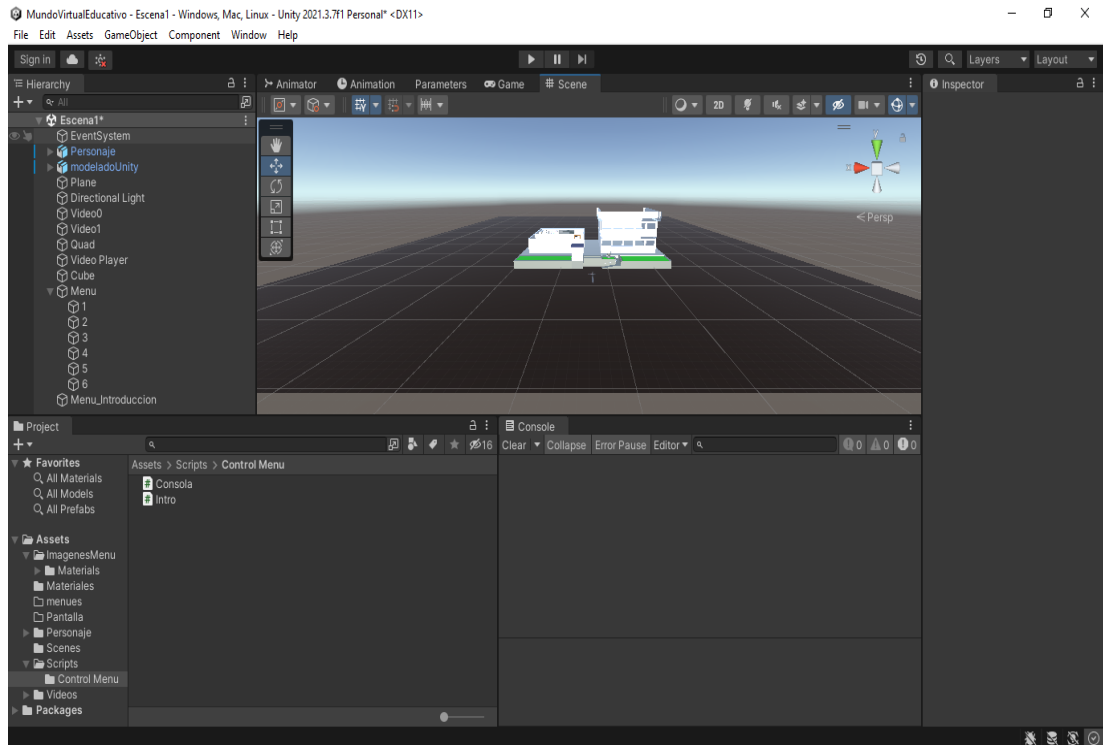 MundoVirtualEducativo - Escena1 - Windows, Mac, Linux - Unity 2021.3.7f1 Personal* <DX11>
File Edit Assets GameObject Component Window Help
Sign in
Layers
Layout
Hierarchy
All
Escena1*
EventSystem
Personaje
modeladoUnity
Plane
Directional Light
Video0
Video1
Quad
Video Player
Cube
Menu
1
2
3
4
5
6
Menu_Introduccion
Animator Animation Parameters Game Scene
2D
y
x
Persp
Inspector
Project
16
Favorites
All Materials
All Models
All Prefabs
Assets
ImagenesMenu
Materials
Materiales
menues
Pantalla
Personaje
Scenes
Scripts
Control Menu
Videos
Packages
Assets > Scripts > Control Menu
Consola
Intro
Console
Clear Collapse Error Pause Editor
0 0 0